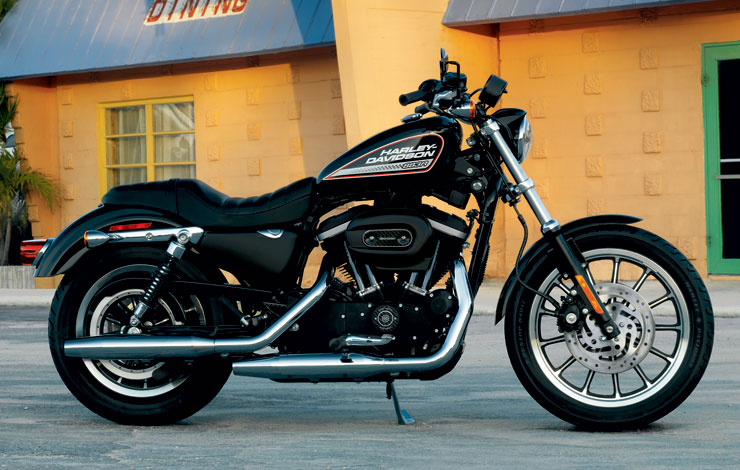 DINING
HARLEY-
DAVIDSON
883R